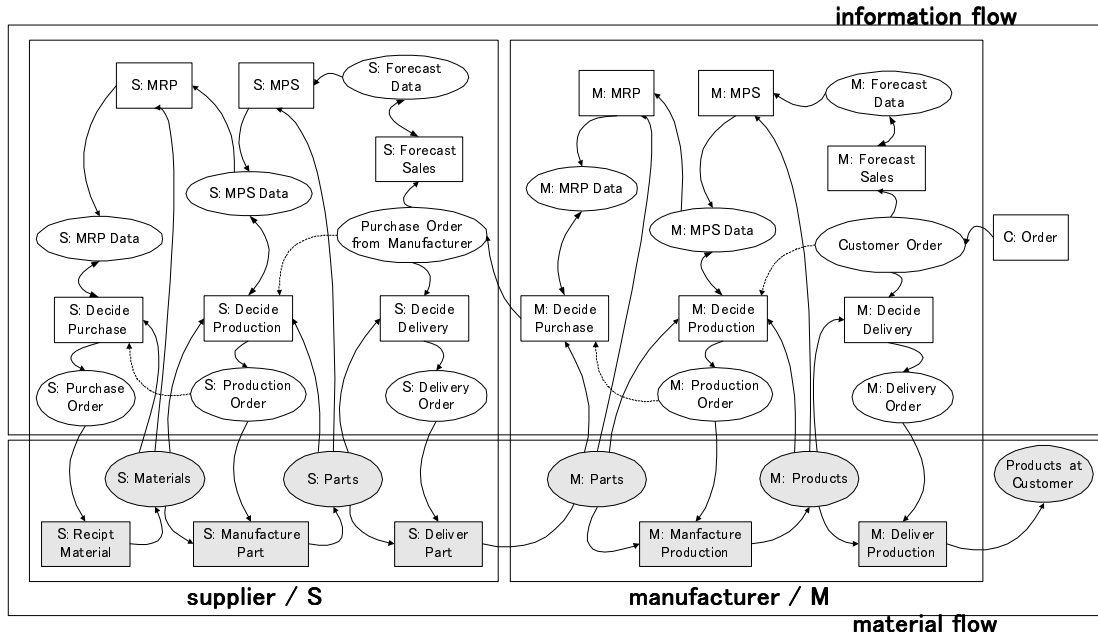 information flow
S: MRP
S: MPS
S: Forecast
Data
S: Forecast
Sales
S: MPS Data
S: MRP Data
Purchase Order
from Manufacturer
S: Decide
Purchase
S: Decide
Production
S: Decide
Delivery
S: Purchase
Order
S: Production
Order
S: Delivery
Order
S: Materials
S: Parts
S: Recipt
Material
S: Manufacture
Part
S: Deliver
Part
supplier / S
M: MRP
M: MPS
M: Forecast
Data
M: Forecast
Sales
M: MRP Data
M: MPS Data
Customer Order
C: Order
M: Decide
Purchase
M: Decide
Production
M: Decide
Delivery
M: Production
Order
M: Delivery
Order
M: Parts
M: Products
Products at
Customer
M: Manfacture
Production
M: Deliver
Production
manufacturer / M
material flow